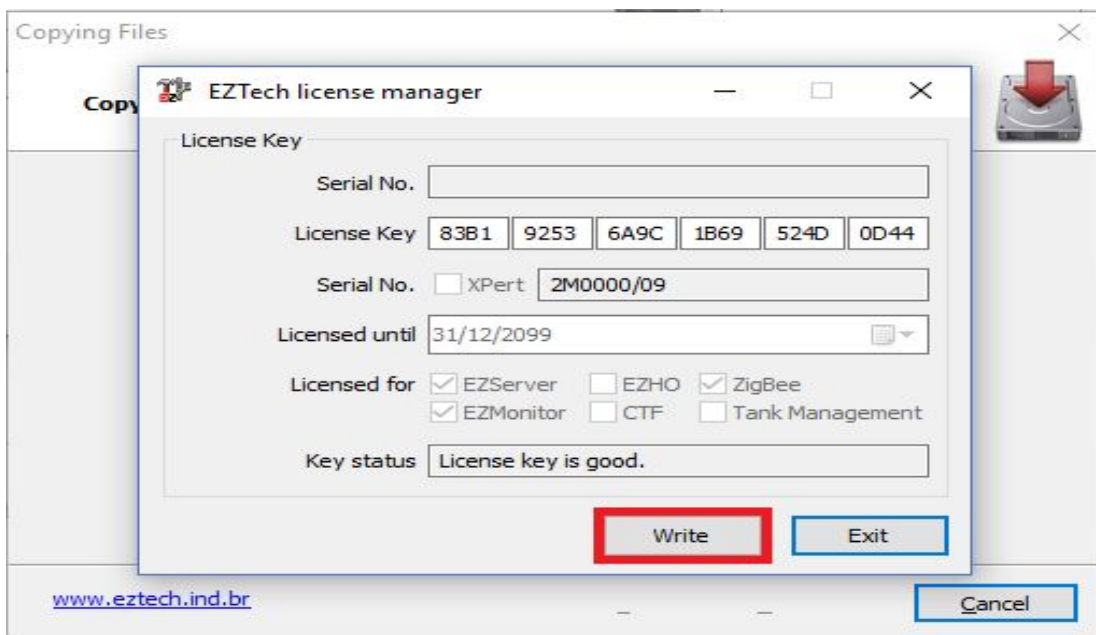 Copying Files
Copy
EZTech license manager
License Key
Serial No.
License Key 83B1 9253 6A9C 1B69 524D 0D44
Serial No. XPert 2M0000/09
Licensed until 31/12/2099
Licensed for EZServer EZHO ZigBee
EZMonitor CTF Tank Management
Key status License key is good.
Write Exit
www.eztech.ind.br Cancel